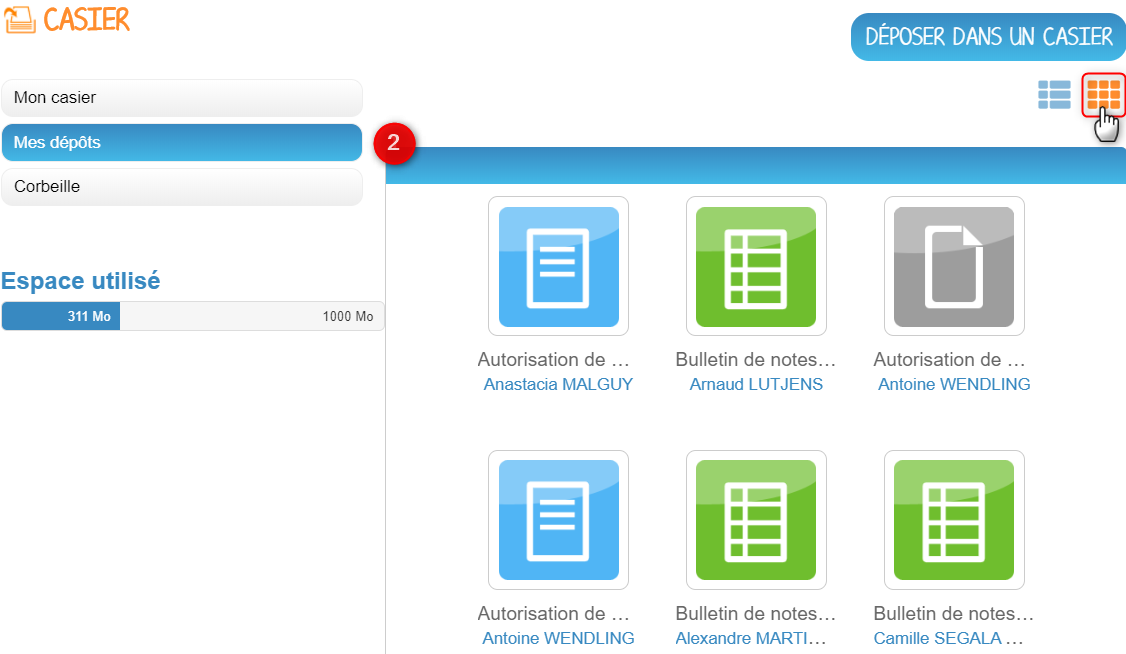 CASIER
DÉPOSER DANS UN CASIER
Mon casier
Mes dépôts
2
Corbeille
Espace utilisé
311 Mo
1000 Mo
Autorisation de ...
Bulletin de notes...
Autorisation de ...
Anastacia MALGUY
Arnaud LUTJENS
Antoine WENDLING
Autorisation de ...
Bulletin de notes...
Bulletin de notes...
Antoine WENDLING
Alexandre MARTI...
Camille SEGALA ...